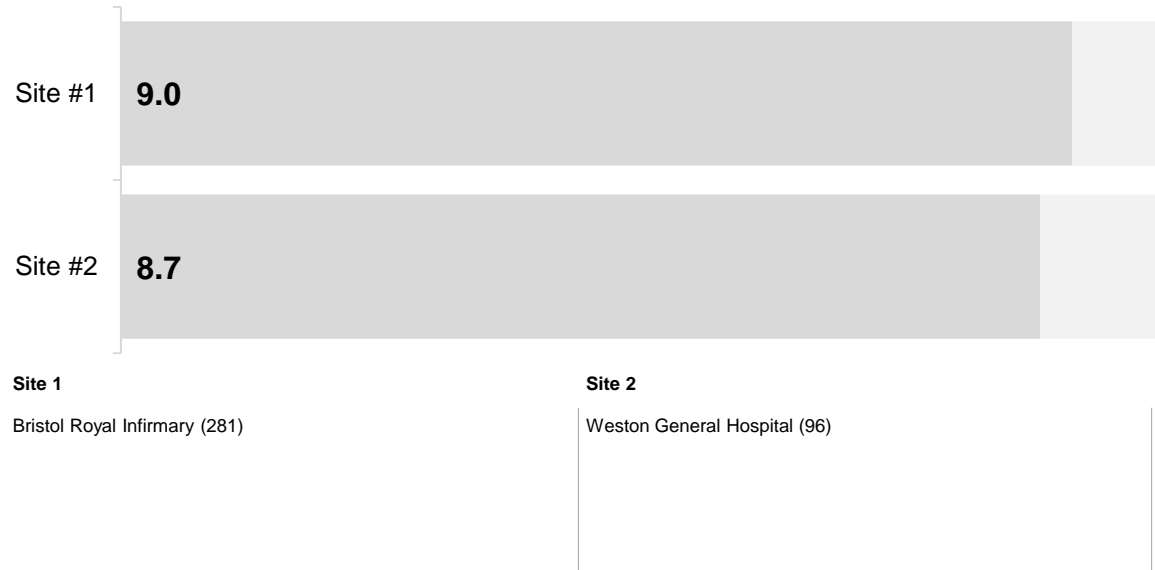 Site #1
9.0
Site #2
8.7
Site 1
Site 2
Bristol Royal Infirmary (281)
Weston General Hospital (96)